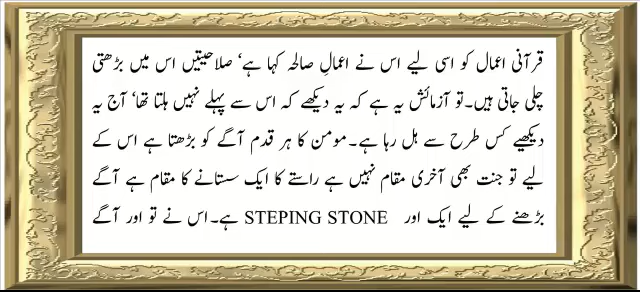 قرآنی اعمال کو اسی لیے اس نے اعمالِ صالحہ کہا ہے‘ صلاحیتیں اس میں بڑھتی
چلی جاتی ہیں۔تو آزمائش یہ ہے کہ یہ دیکھے کہ اس سے پہلے نہیں ہلتا تھا‘ آج یہ
دیکھیے کس طرح سے ہل رہا ہے۔مومن کا ہر قدم آگے کو بڑھتا ہے اس کے
لیے تو جنت بھی آخری مقام نہیں ہے راستے کا ایک سستانے کا مقام ہے آگے
بڑھنے کے لیے ایک اور STEPING STONE ہے۔اس نے تو اور آگے